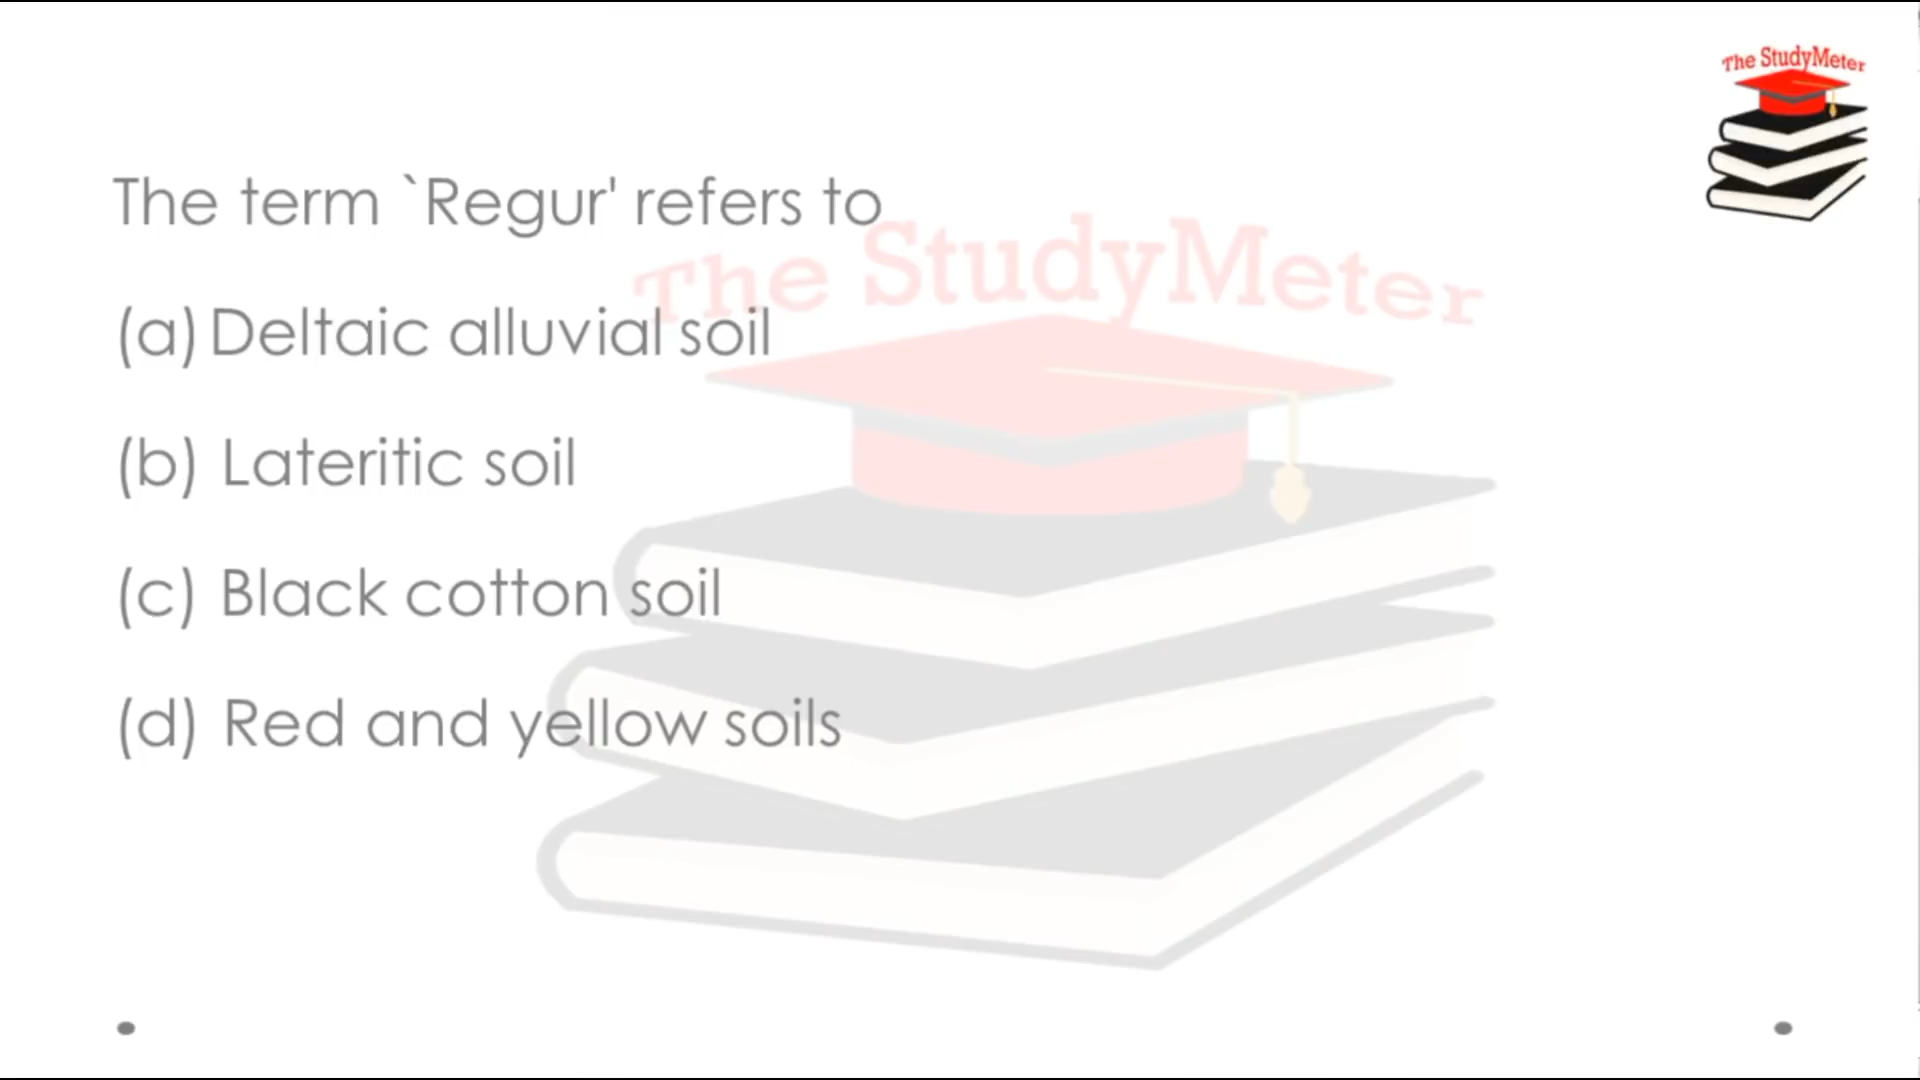 The StudyMeter
The term `Regur' refers to
The StudyMeter
(a) Deltaic alluvial soil
(b) Lateritic soil
(c) Black cotton soil
(d) Red and yellow soils